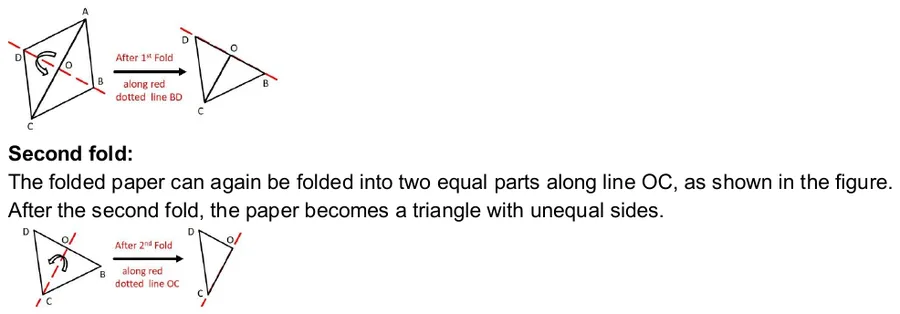 A
D
O
B
C
After 1st Fold
along red
dotted line BD
D
O
B
C
Second fold:
The folded paper can again be folded into two equal parts along line OC, as shown in the figure.
After the second fold, the paper becomes a triangle with unequal sides.
D
O
B
C
After 2nd Fold
along red
dotted line OC
D
O
C